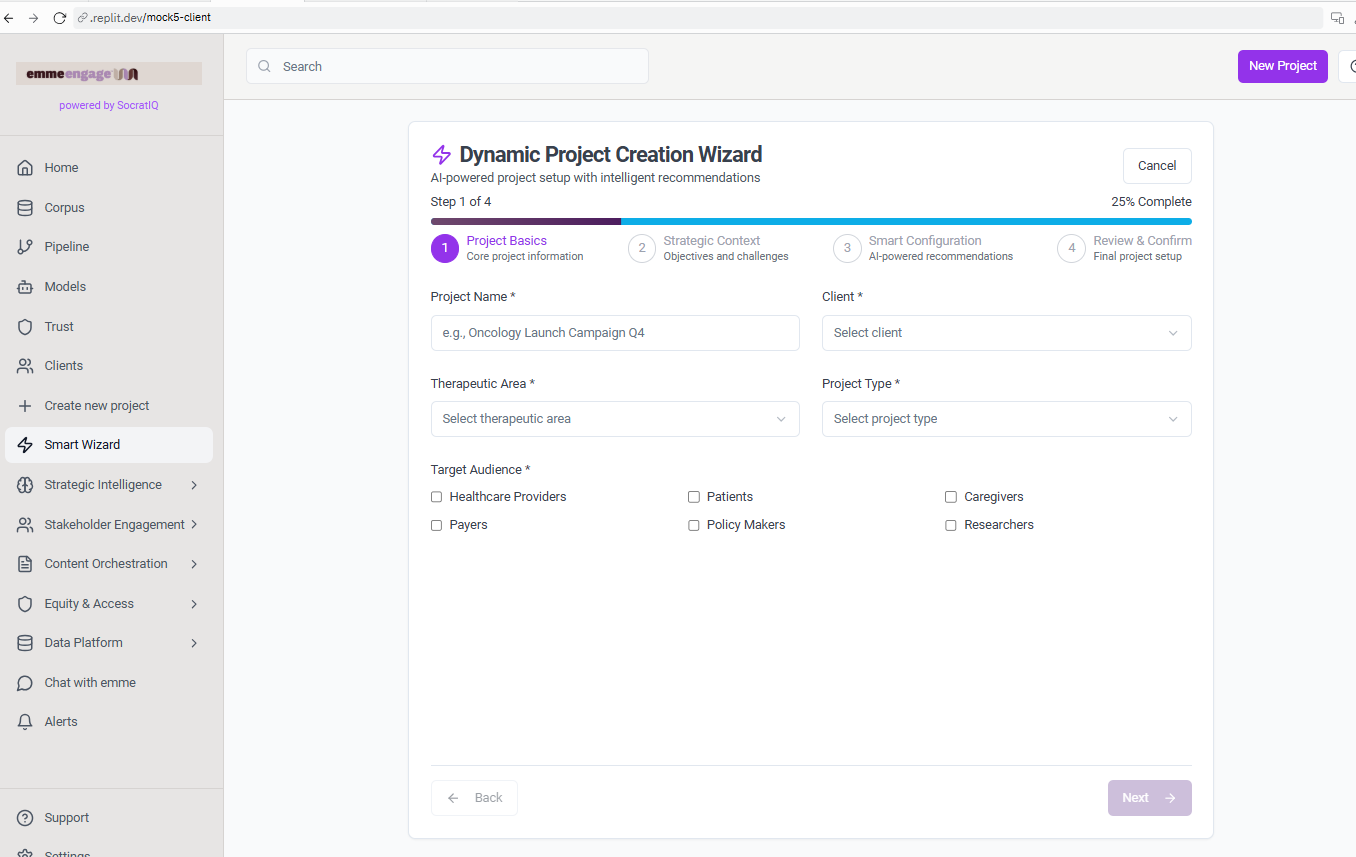 .replit.dev/mock5-client
emmeengage
powered by SocratIQ
Search
New Project
Home
Corpus
Pipeline
Models
Trust
Clients
Create new project
Smart Wizard
Strategic Intelligence
Stakeholder Engagement
Content Orchestration
Equity & Access
Data Platform
Chat with emme
Alerts
Support
Settings
Dynamic Project Creation Wizard
AI-powered project setup with intelligent recommendations
Cancel
Step 1 of 4
25% Complete
1
Project Basics
Core project information
2
Strategic Context
Objectives and challenges
3
Smart Configuration
AI-powered recommendations
4
Review & Confirm
Final project setup
Project Name *
Client *
e.g., Oncology Launch Campaign Q4
Select client
Therapeutic Area *
Project Type *
Select therapeutic area
Select project type
Target Audience *
Healthcare Providers
Patients
Caregivers
Payers
Policy Makers
Researchers
Back
Next